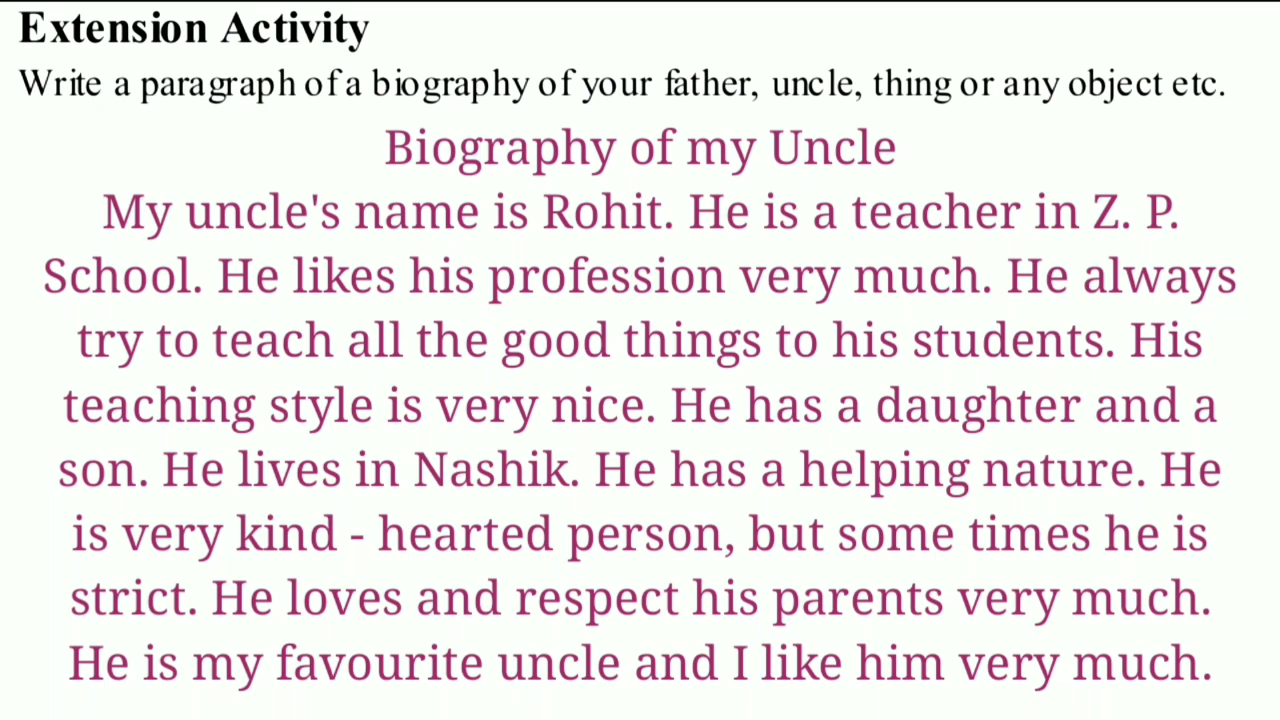 Extension Activity
Write a paragraph of a biography of your father, uncle, thing or any object etc.
Biography of my Uncle
My uncle's name is Rohit. He is a teacher in Z. P.
School. He likes his profession very much. He always
try to teach all the good things to his students. His
teaching style is very nice. He has a daughter and a
son. He lives in Nashik. He has a helping nature. He
is very kind - hearted person, but some times he is
strict. He loves and respect his parents very much.
He is my favourite uncle and I like him very much.